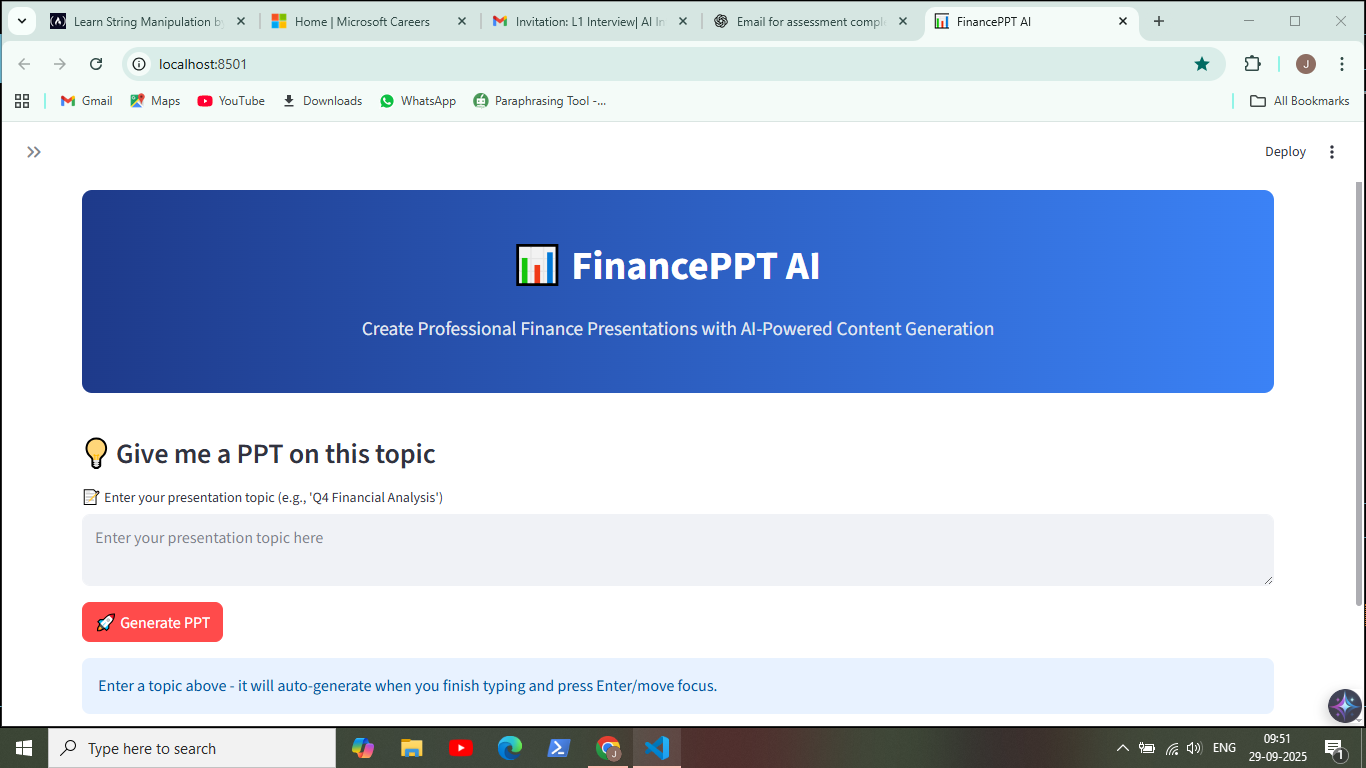 Learn String Manipulation by
Home | Microsoft Careers
Invitation: L1 Interview| AI In
Email for assessment compl
FinancePPT AI
localhost:8501
J
Gmail
Maps
YouTube
Downloads
WhatsApp
Paraphrasing Tool -...
All Bookmarks
Deploy
FinancePPT AI
Create Professional Finance Presentations with AI-Powered Content Generation
Give me a PPT on this topic
Enter your presentation topic (e.g., 'Q4 Financial Analysis')
Enter your presentation topic here
Generate PPT
Enter a topic above - it will auto-generate when you finish typing and press Enter/move focus.
Type here to search
J
ENG
09:51
29-09-2025
1